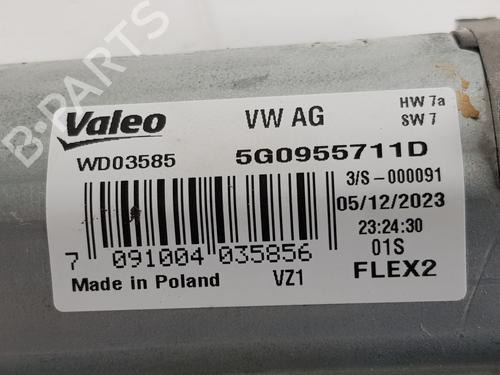 Valeo
VW AG
HW 7a
SW 7
WD03585
5G0955711D
3/S-000091
05/12/2023
23:24:30
7 091004 035856
01S
Made in Poland
VZ1
FLEX2
B-PARTS